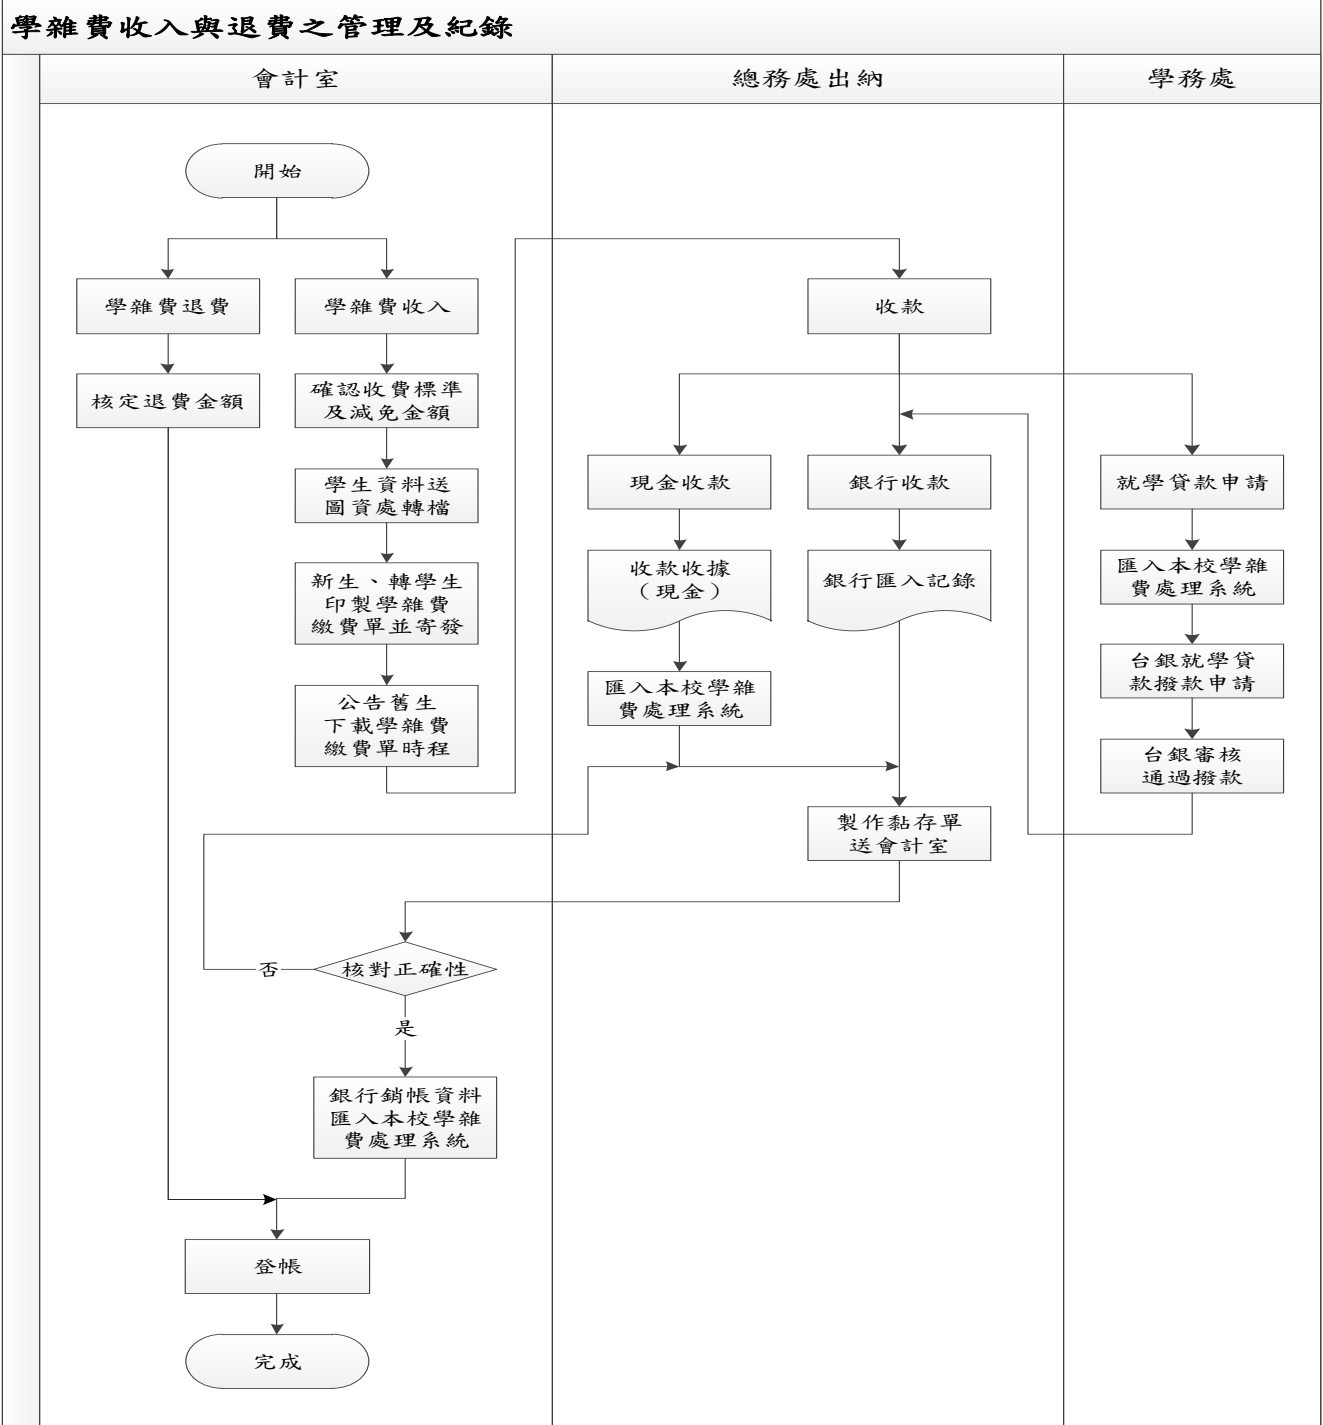 學雜費收入與退費之管理及紀錄
會計室
總務處出納
學務處
開始
學雜費退費
學雜費收入
收款
核定退費金額
確認收費標準
及減免金額
學生資料送
圖資處轉檔
現金收款
銀行收款
就學貸款申請
新生、轉學生
印製學雜費
繳費單並寄發
收款收據
（現金）
銀行匯入記錄
匯入本校學雜
費處理系統
公告舊生
下載學雜費
繳費單時程
匯入本校學雜
費處理系統
台銀就學貸
款撥款申請
台銀審核
通過撥款
製作黏存單
送會計室
核對正確性
否
是
銀行銷帳資料
匯入本校學雜
費處理系統
登帳
完成